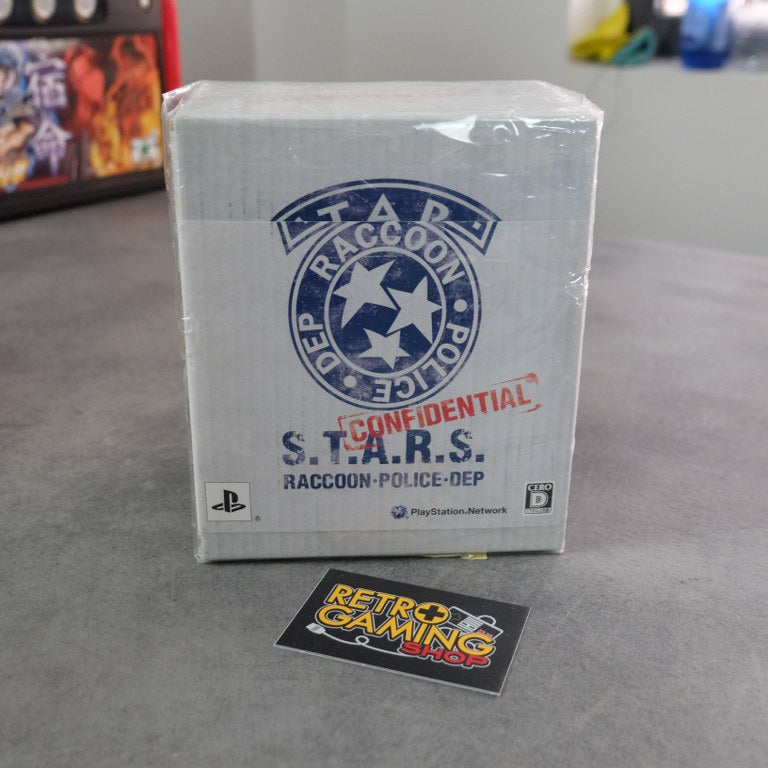 宿命
S.T.A.R.S.
RACCOON • POLICE • DEP
CONFIDENTIAL
S.T.A.R.S.
RACCOON·POLICE·DEP
PlayStation®Network
CERO
D
®
RETRO
GAMING
SHOP